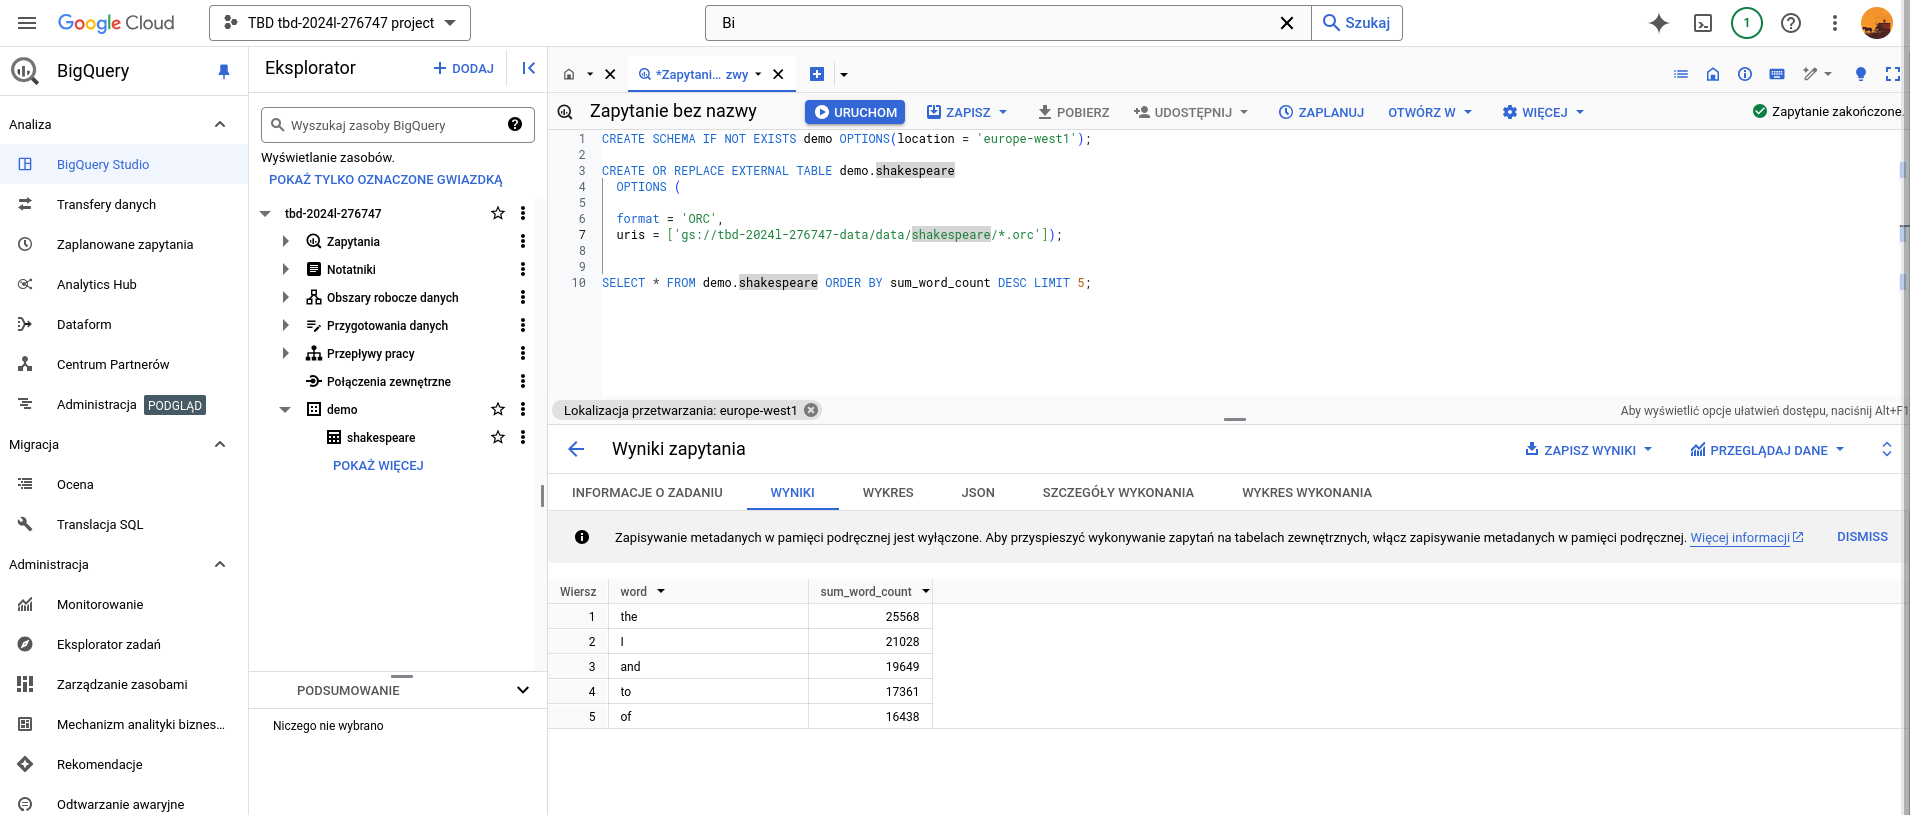 Google Cloud
TBD tbd-2024l-276747 project
Bi
Szukaj
1
BigQuery
Analiza
BigQuery Studio
Transfery danych
Zaplanowane zapytania
Analytics Hub
Dataform
Centrum Partnerów
Administracja PODGLĄD
Migracja
Ocena
Translacja SQL
Administracja
Monitorowanie
Eksplorator zadań
Zarządzanie zasobami
Mechanizm analityki biznes...
Rekomendacje
Odtwarzanie awaryjne
Eksplorator
DODAJ
Wyszukaj zasoby BigQuery
Wyświetlanie zasobów.
POKAŻ TYLKO OZNACZONE GWIAZDKĄ
tbd-2024l-276747
Zapytania
Notatniki
Obszary robocze danych
Przygotowania danych
Przepływy pracy
Połączenia zewnętrzne
demo
shakespeare
POKAŻ WIĘCEJ
PODSUMOWANIE
Niczego nie wybrano
*Zapytani... zwy
Zapytanie bez nazwy
URUCHOM
ZAPISZ
POBIERZ
UDOSTĘPNIJ
ZAPLANUJ
OTWÓRZ W
WIĘCEJ
Zapytanie zakończone.
1 CREATE SCHEMA IF NOT EXISTS demo OPTIONS(location = 'europe-west1');
2
3 CREATE OR REPLACE EXTERNAL TABLE demo.shakespeare
4 OPTIONS (
5
6 format = 'ORC',
7 uris = ['gs://tbd-2024l-276747-data/data/shakespeare/*.orc']);
8
9
10 SELECT * FROM demo.shakespeare ORDER BY sum_word_count DESC LIMIT 5;
Lokalizacja przetwarzania: europe-west1
Aby wyświetlić opcje ułatwień dostępu, naciśnij Alt+F1
Wyniki zapytania
ZAPISZ WYNIKI
PRZEGLĄDAJ DANE
INFORMACJE O ZADANIU
WYNIKI
WYKRES
JSON
SZCZEGÓŁY WYKONANIA
WYKRES WYKONANIA
Zapisywanie metadanych w pamięci podręcznej jest wyłączone. Aby przyspieszyć wykonywanie zapytań na tabelach zewnętrznych, włącz zapisywanie metadanych w pamięci podręcznej. Więcej informacji
DISMISS
Wiersz word sum_word_count
1 the 25568
2 I 21028
3 and 19649
4 to 17361
5 of 16438